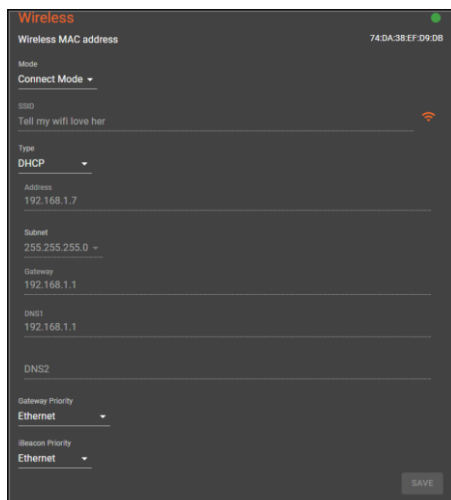 Wireless
Wireless MAC address 74:DA:38:EF:D9:DB
Mode
Connect Mode
SSID
Tell my wifi love her
Type
DHCP
Address
192.168.1.7
Subnet
255.255.255.0
Gateway
192.168.1.1
DNS1
192.168.1.1
DNS2
Gateway Priority
Ethernet
iBeacon Priority
Ethernet
SAVE